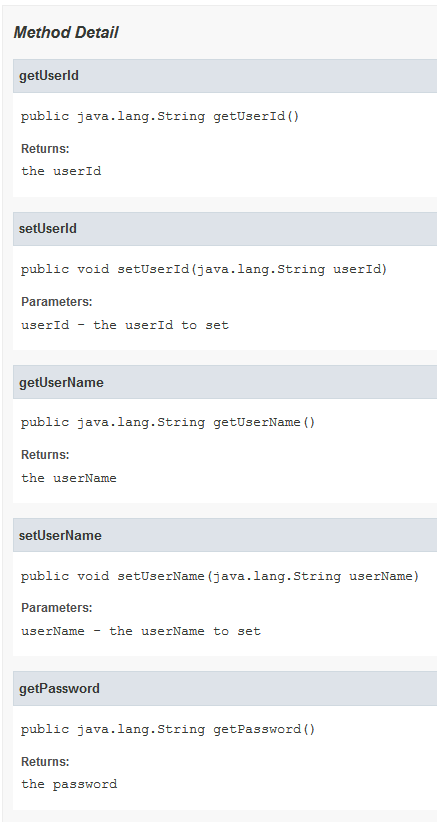 Method Detail
getUserId
public java.lang.String getUserId()
Returns:
the userId
setUserId
public void setUserId(java.lang.String userId)
Parameters:
userId - the userId to set
getUserName
public java.lang.String getUserName()
Returns:
the userName
setUserName
public void setUserName(java.lang.String userName)
Parameters:
userName - the userName to set
getPassword
public java.lang.String getPassword()
Returns:
the password